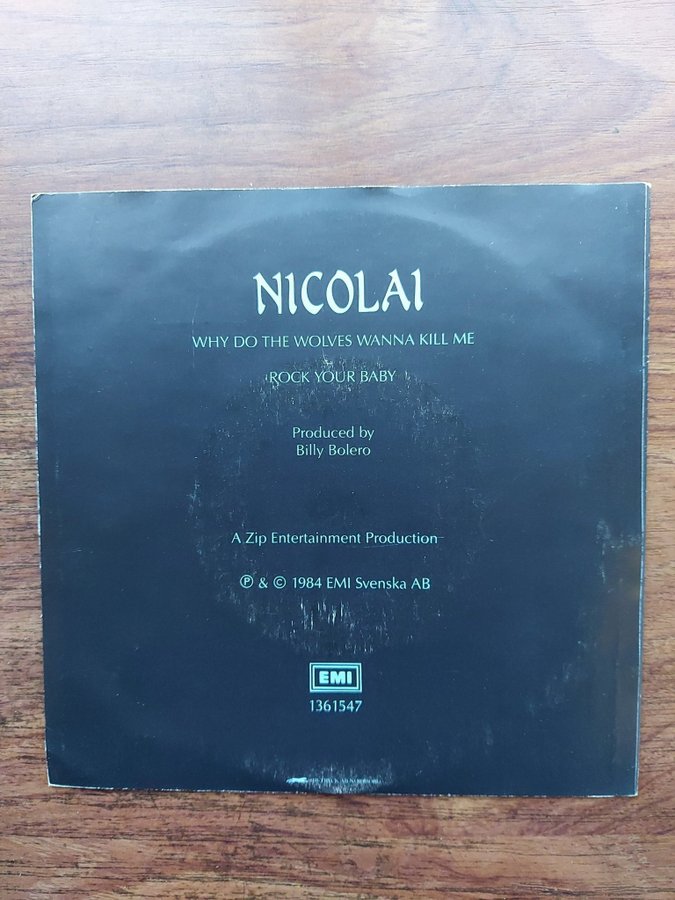 NICOLAI
WHY DO THE WOLVES WANNA KILL ME
ROCK YOUR BABY
Produced by
Billy Bolero
A Zip Entertainment Production
℗ & © 1984 EMI Svenska AB
EMI
1361547